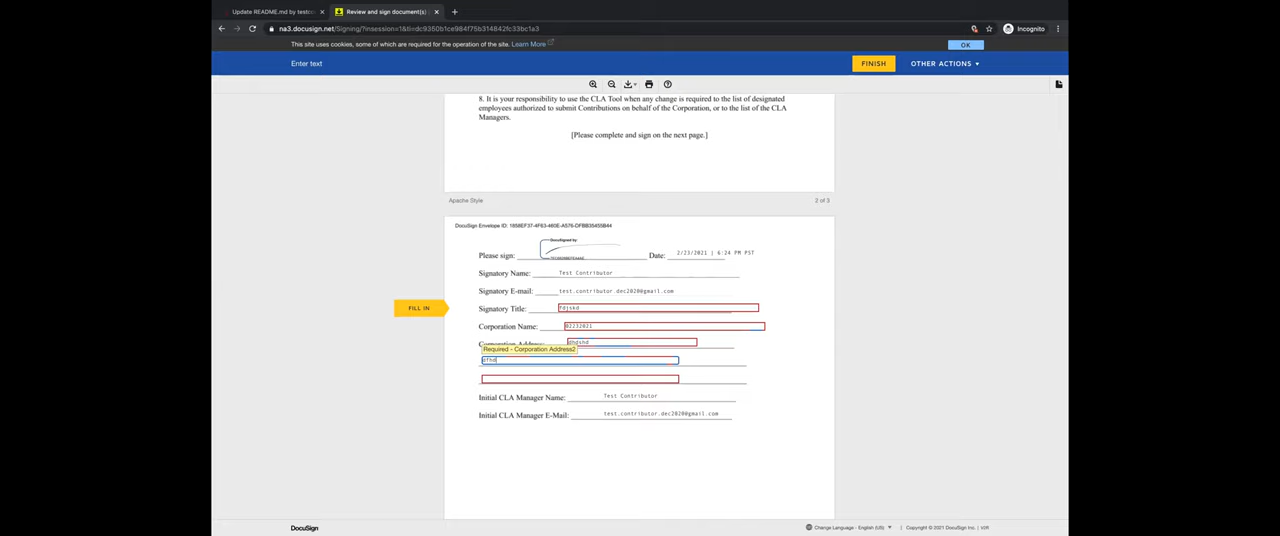 Update README.md by testco
Review and sign document(s)
na3.docusign.net/Signing/?insession=1&ti=dc9350b1ce984f75b314842fc33bc1a3
Incognito
This site uses cookies, some of which are required for the operation of the site. Learn More
OK
Enter text
FINISH
OTHER ACTIONS
8. It is your responsibility to use the CLA Tool when any change is required to the list of designated
employees authorized to submit Contributions on behalf of the Corporation, or to the list of the CLA
Managers.
[Please complete and sign on the next page.]
Apache Style
2 of 3
DocuSign Envelope ID: 1858EF37-4F63-460E-A576-DFBB35455B44
DocuSigned by:
Please sign:
Date:
2/23/2021 | 6:24 PM PST
Signatory Name: Test Contributor
Signatory E-mail: test.contributor.dec2020@gmail.com
FILL IN
Signatory Title: fdjskd
Corporation Name: 02232021
Corporation Address: dhdshd
Required - Corporation Address2
dfhd
Initial CLA Manager Name: Test Contributor
Initial CLA Manager E-Mail: test.contributor.dec2020@gmail.com
DocuSign
Change Language - English (US)
Copyright © 2021 DocuSign Inc.
V2R